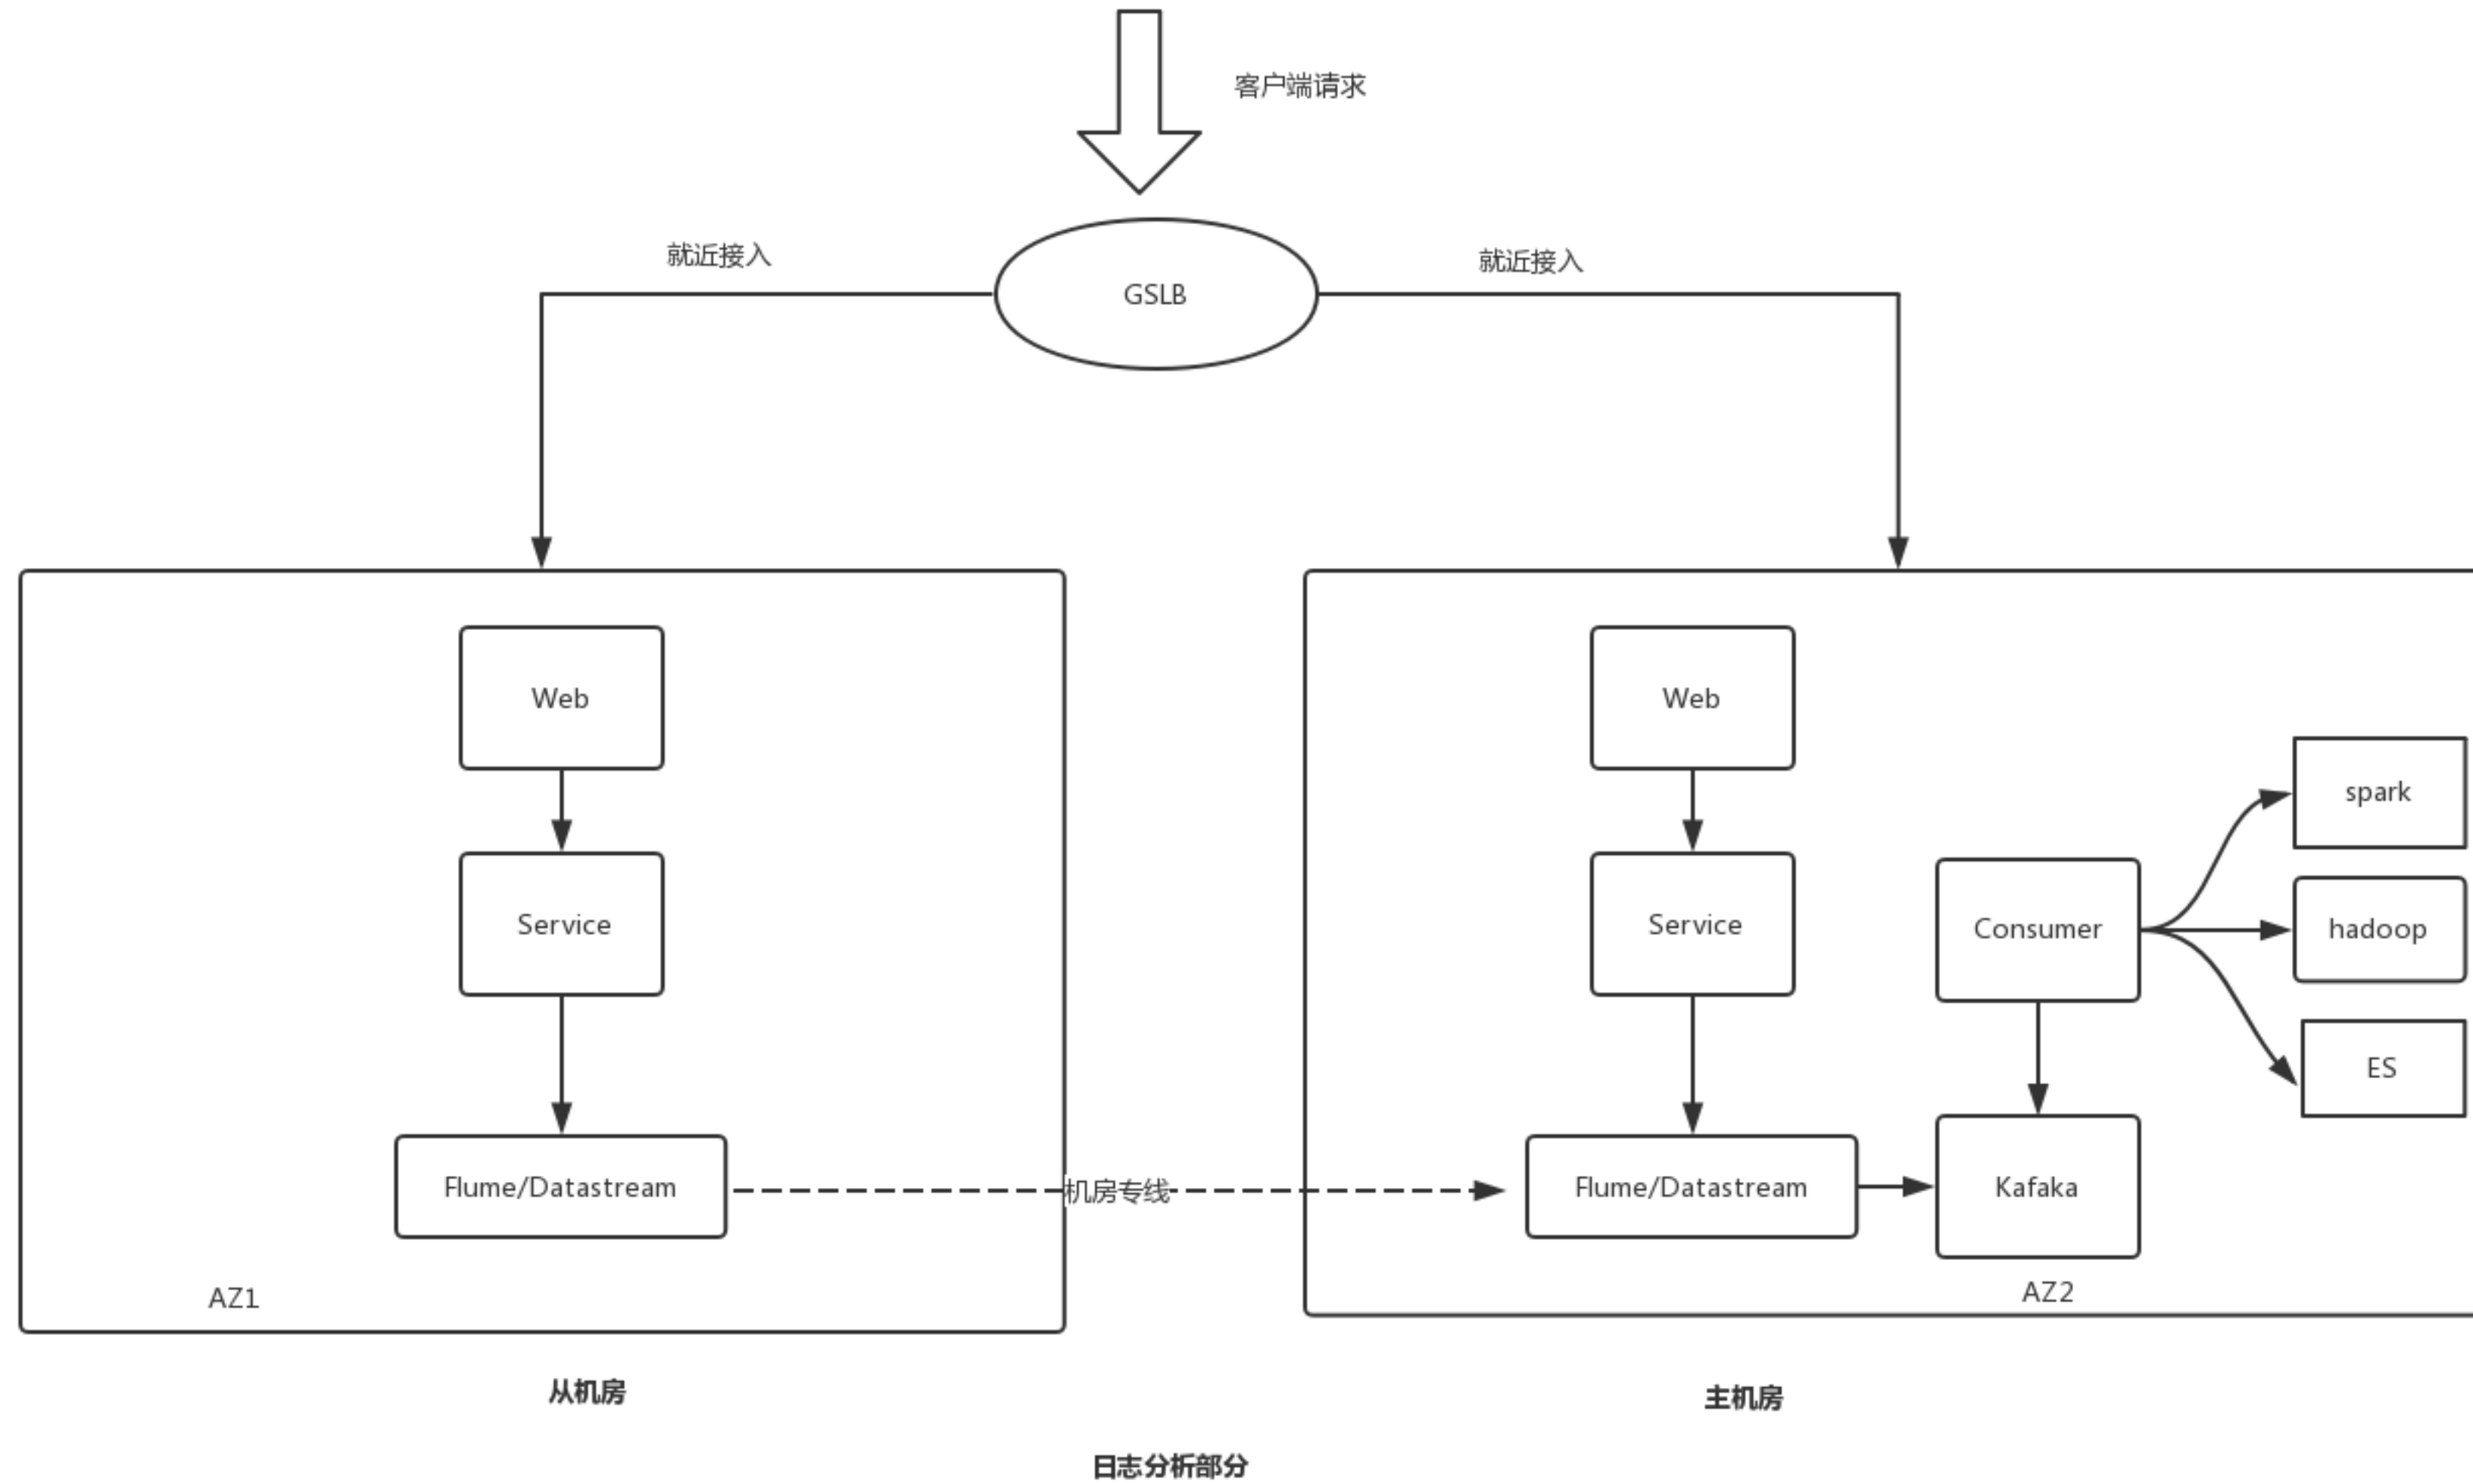 客户端请求
就近接入
就近接入
GSLB
Web
Service
Flume/Datastream
AZ1
机房专线
Web
Service
Flume/Datastream
Consumer
Kafaka
spark
hadoop
ES
AZ2
从机房
主机房
日志分析部分